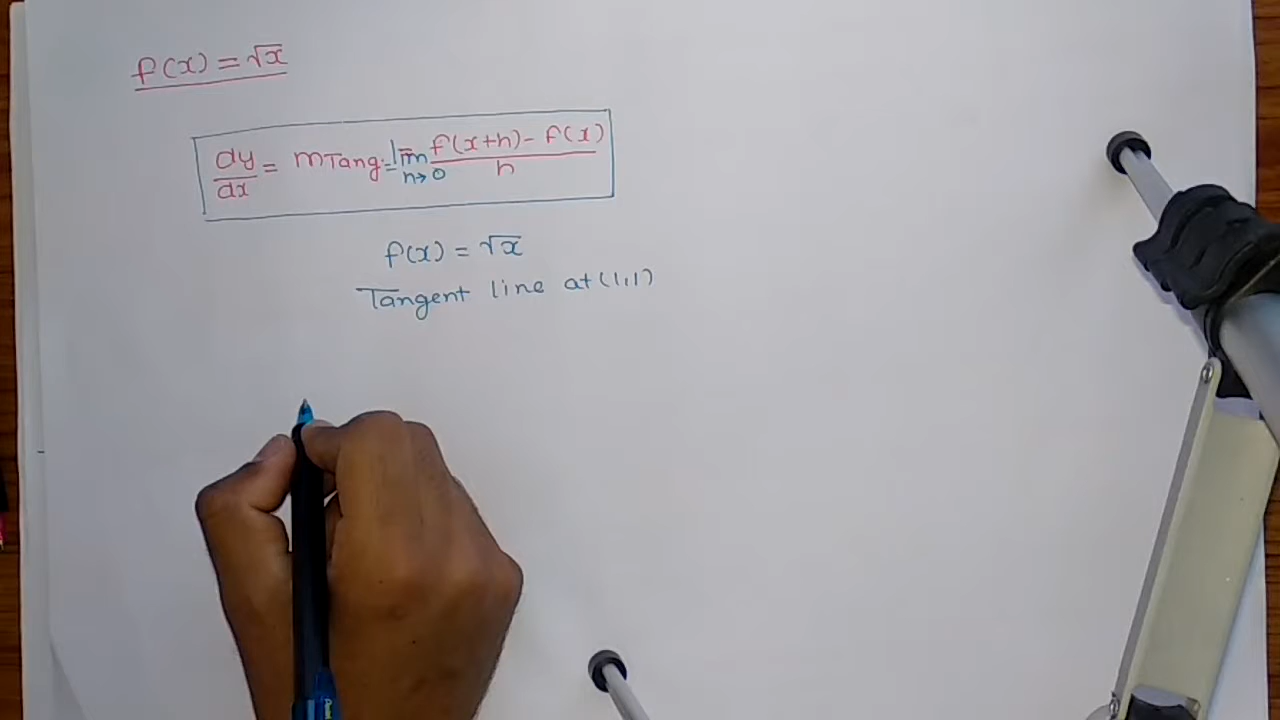 f(x) = √x
dy/dx = mTang. = lim h→0 f(x+h) - f(x) / h
f(x) = √x
Tangent line at (1,1)